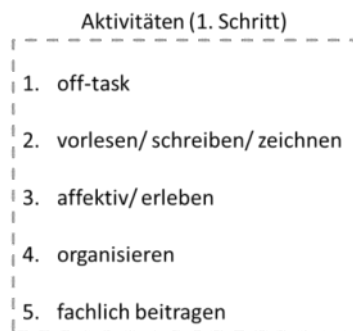 Aktivitäten (1. Schritt)
1. off-task
2. vorlesen/ schreiben/ zeichnen
3. affektiv/ erleben
4. organisieren
5. fachlich beitragen